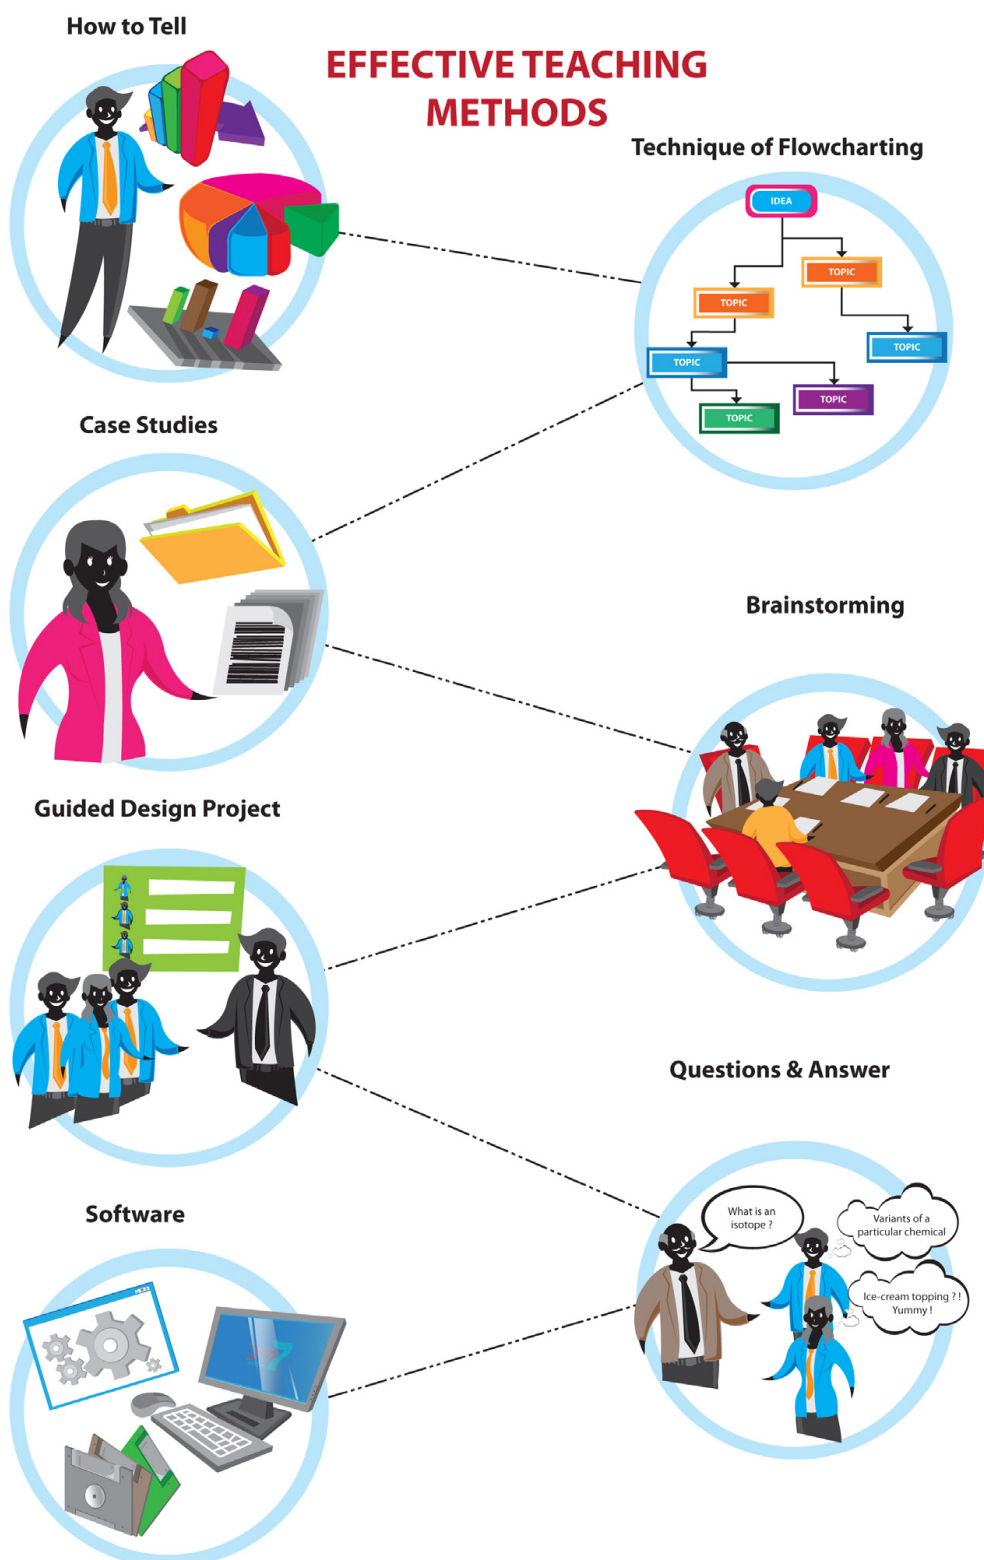 How to Tell
EFFECTIVE TEACHING
METHODS
Technique of Flowcharting
IDEA
TOPIC
TOPIC
TOPIC
TOPIC
TOPIC
TOPIC
Case Studies
Brainstorming
Guided Design Project
Questions & Answer
What is an
isotope ?
Variants of a
particular chemical
Ice-cream topping ? !
Yummy !
Software